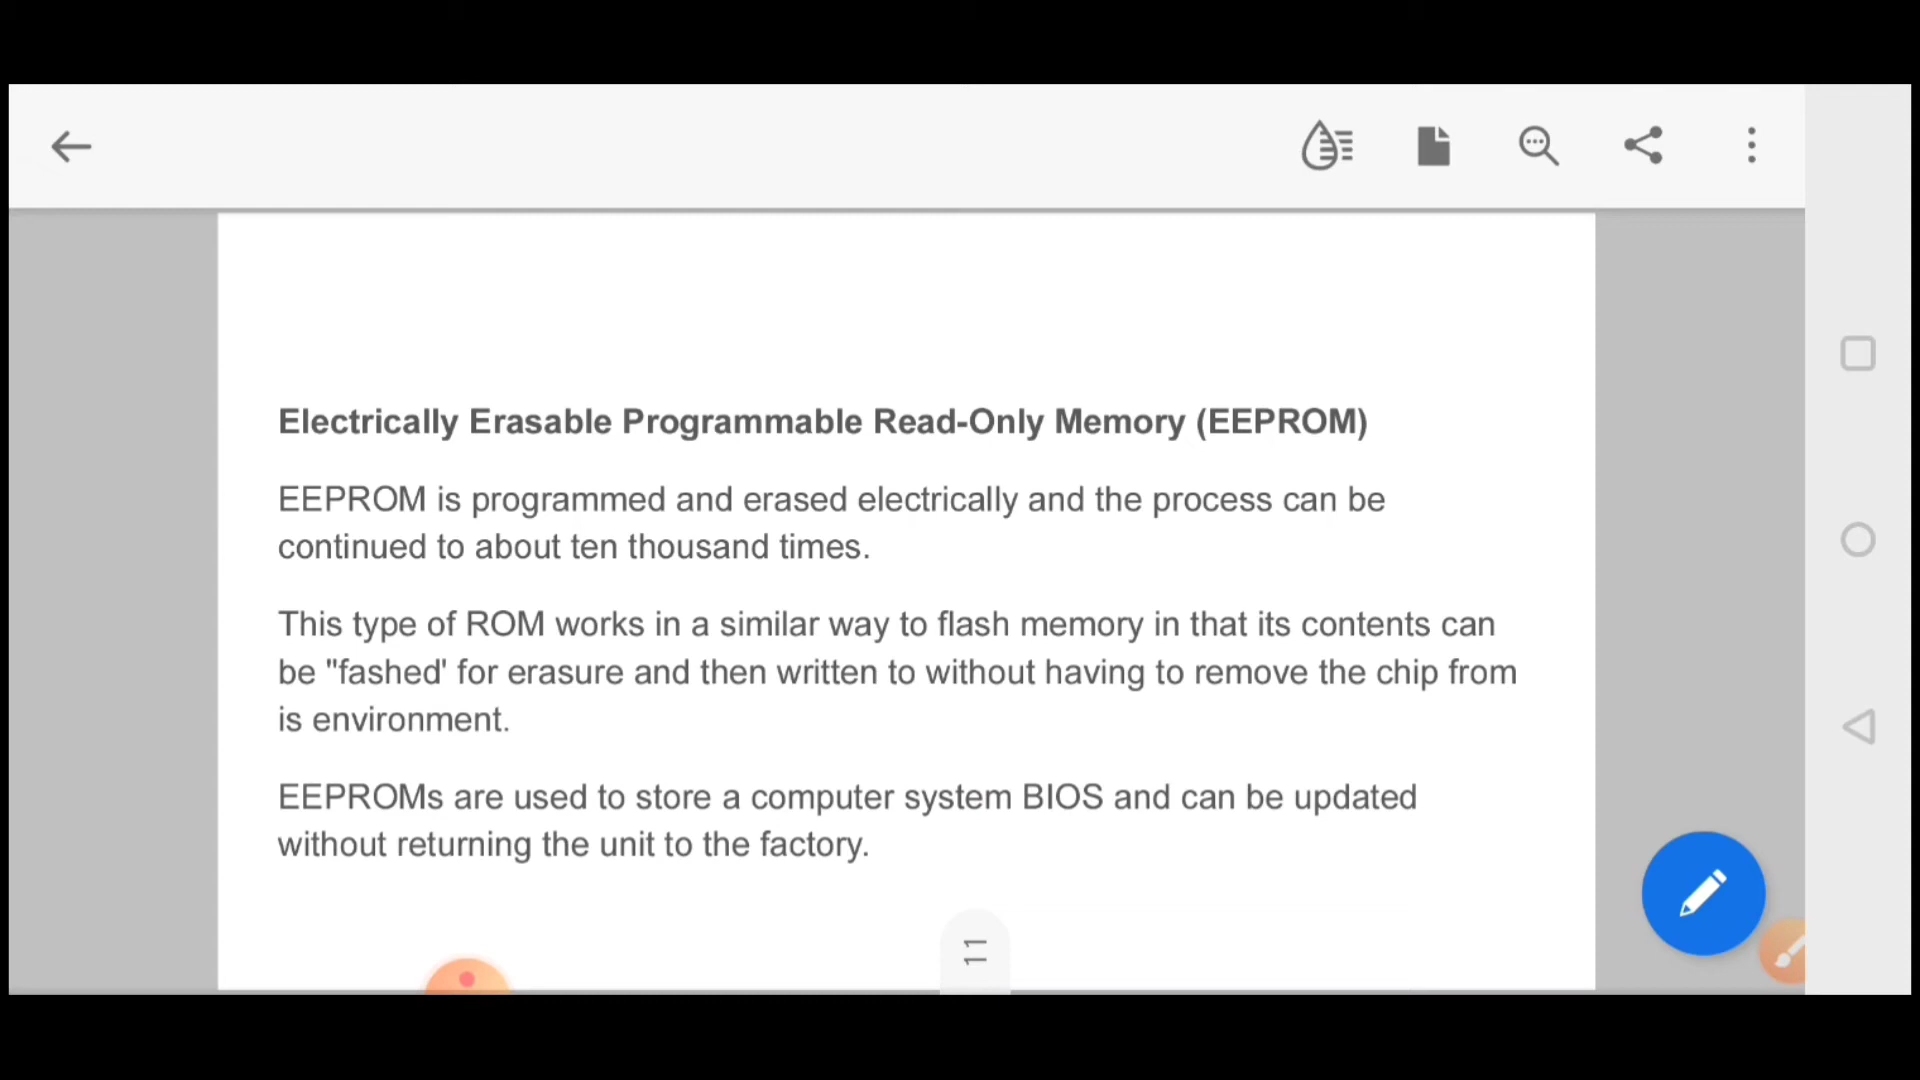 Electrically Erasable Programmable Read-Only Memory (EEPROM)
EEPROM is programmed and erased electrically and the process can be
continued to about ten thousand times.
This type of ROM works in a similar way to flash memory in that its contents can
be "fashed' for erasure and then written to without having to remove the chip from
is environment.
EEPROMs are used to store a computer system BIOS and can be updated
without returning the unit to the factory.
11